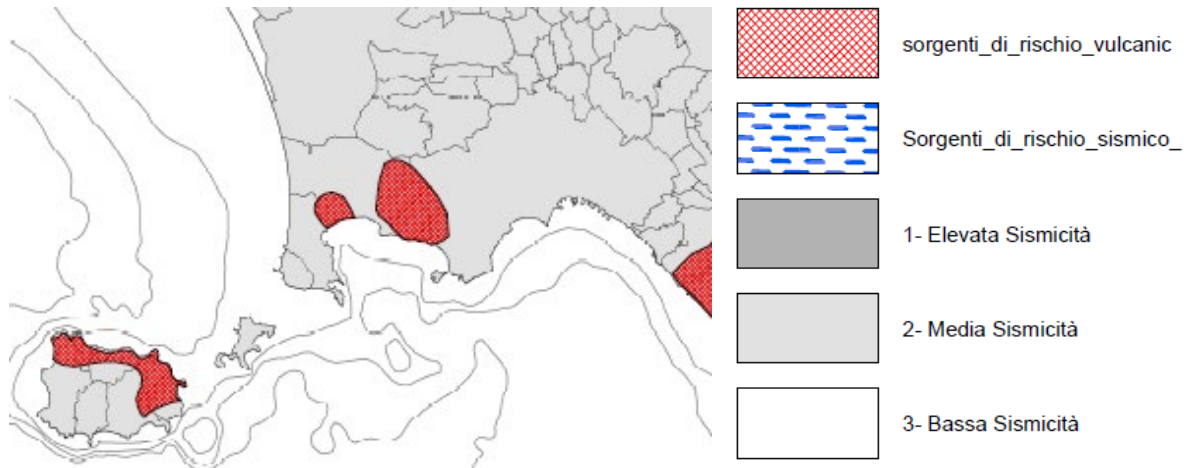 sorgenti_di_rischio_vulcanic
Sorgenti_di_rischio_sismico_
1- Elevata Sismicità
2- Media Sismicità
3- Bassa Sismicità